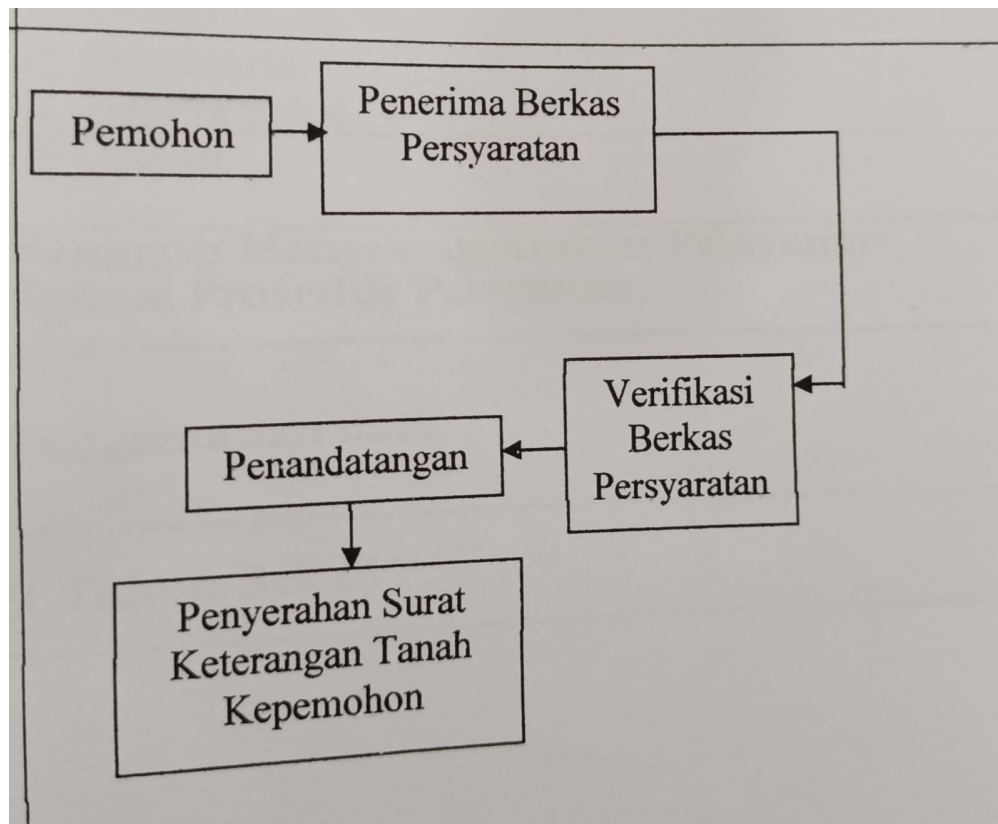 Pemohon
Penerima Berkas
Persyaratan
Verifikasi
Berkas
Persyaratan
Penandatangan
Penyerahan Surat
Keterangan Tanah
Kepemohon